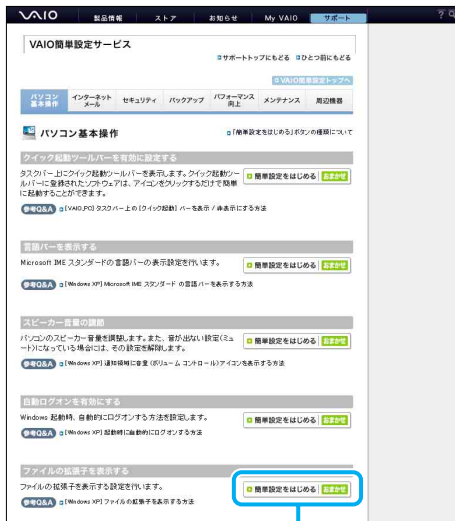 VAIO 製品情報 ストア お知らせ My VAIO サポート
VAIO簡単設定サービス
サポートトップにもどる ひとつ前にもどる
VAIO簡単設定トップへ
パソコン基本操作 インターネットメール セキュリティ バックアップ パフォーマンス向上 メンテナンス 周辺機器
パソコン基本操作
「簡単設定をはじめる」ボタンの種類について
クイック起動ツールバーを有効に設定する
タスクバー上にクイック起動ツールバーを表示します。クイック起動ツー
ルバーに登録されたソフトウェアは、アイコンをクリックするだけで簡単
に起動することができます。
簡単設定をはじめる おまかせ
参考Q&A [VAIO_PC] タスクバー上の [クイック起動] バーを表示 / 非表示にする方法
言語バーを表示する
Microsoft IME スタンダードの言語バーの表示設定を行います。
簡単設定をはじめる おまかせ
参考Q&A [Windows XP] Microsoft IME スタンダード の言語バーを表示する方法
スピーカー音量の調節
パソコンのスピーカー音量を調整します。また、音が出ない設定(ミュ
ート)になっている場合には、その設定を解除します。
簡単設定をはじめる おまかせ
参考Q&A [Windows XP] 通知領域に音量 (ボリューム コントロール)アイコンを表示する方法
自動ログオンを有効にする
Windows 起動時、自動的にログオンする方法を設定します。
簡単設定をはじめる おまかせ
参考Q&A [Windows XP] 起動時に自動的にログオンする方法
ファイルの拡張子を表示する
ファイルの拡張子を表示する設定を行います。
簡単設定をはじめる おまかせ
参考Q&A [Windows XP] ファイルの拡張子を表示する方法